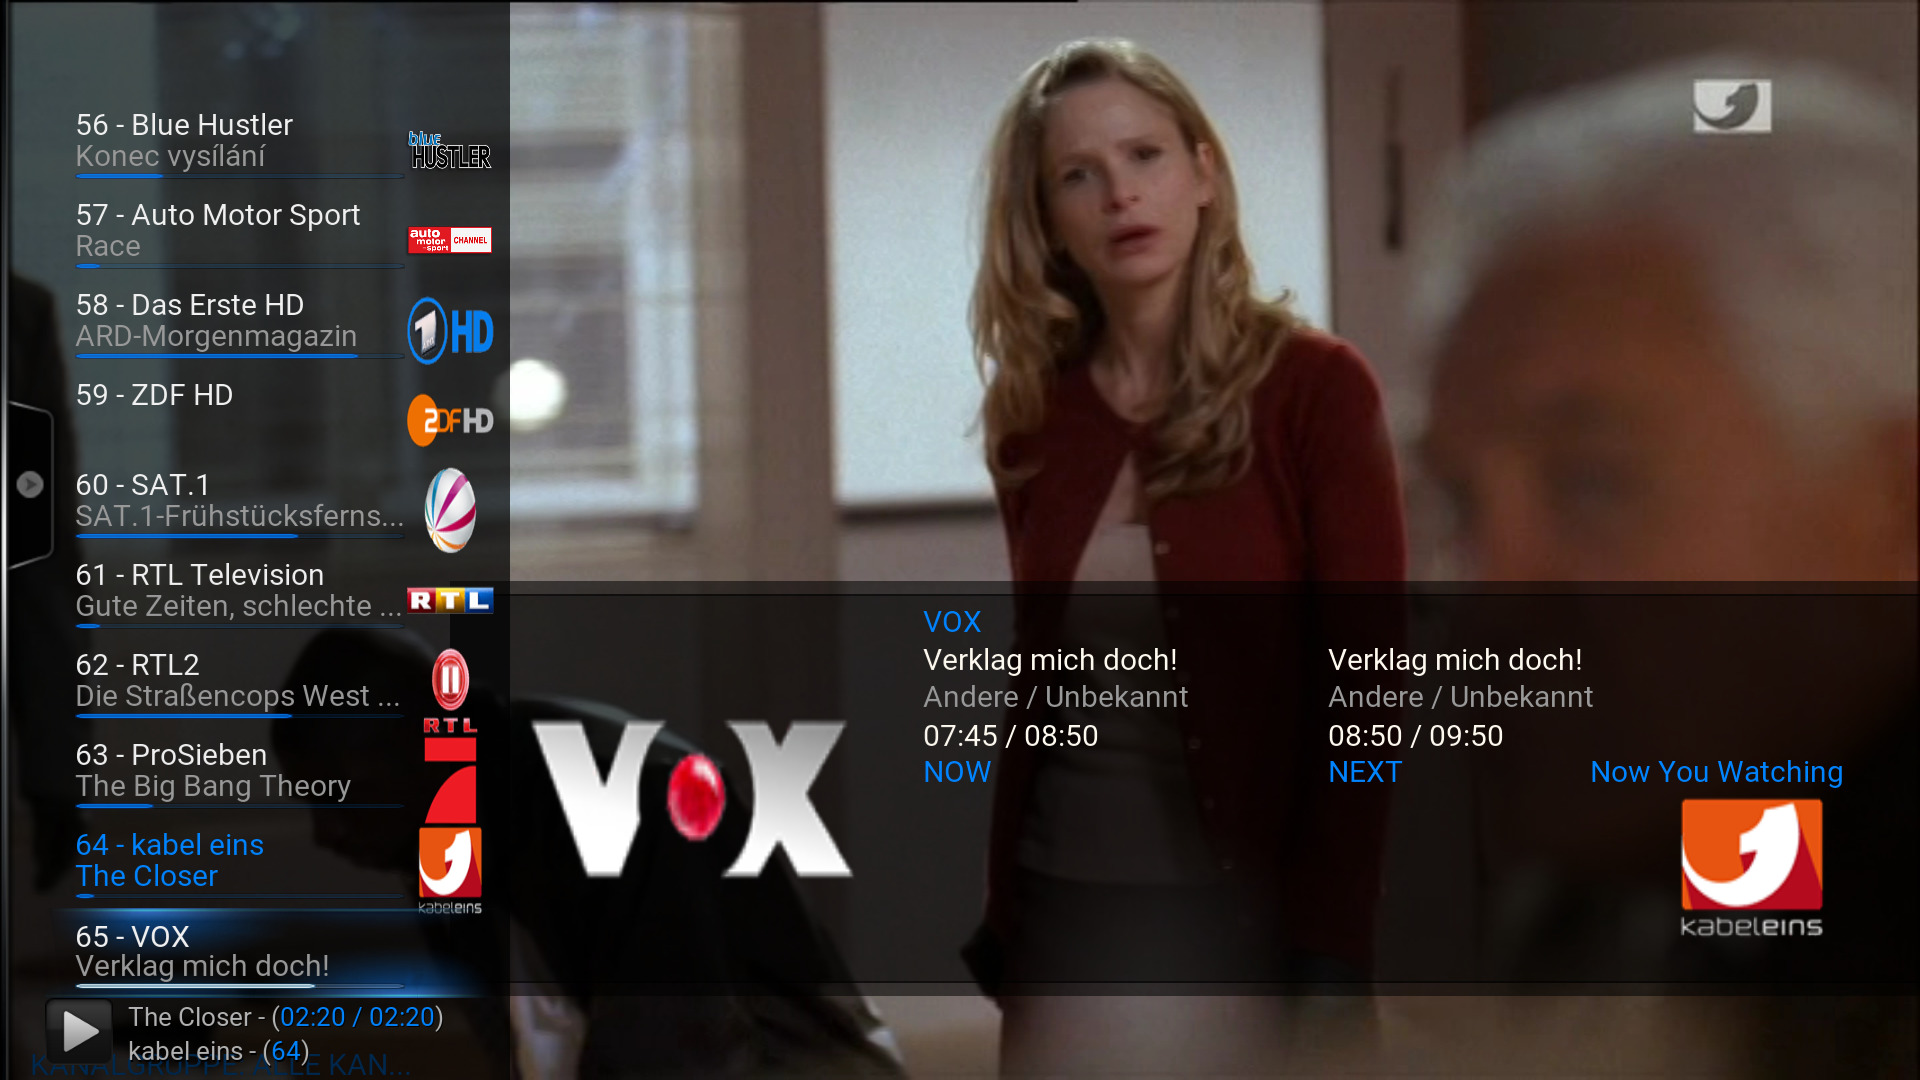 56 - Blue Hustler
Konec vysílání
blue
HUSTLER
57 - Auto Motor Sport
Race
auto
motor
sport
CHANNEL
58 - Das Erste HD
ARD-Morgenmagazin
1 HD
ARD
59 - ZDF HD
2DFHD
60 - SAT.1
SAT.1-Frühstücksferns...
61 - RTL Television
Gute Zeiten, schlechte ...
RTL
62 - RTL2
Die Straßencops West ...
II
RTL
63 - ProSieben
The Big Bang Theory
64 - kabel eins
The Closer
kabeleins
65 - VOX
Verklag mich doch!
The Closer - (02:20 / 02:20)
kabel eins - (64)
KANALGRUPPE: ALLE KAN...
VOX
VOX
Verklag mich doch!
Andere / Unbekannt
07:45 / 08:50
NOW
Verklag mich doch!
Andere / Unbekannt
08:50 / 09:50
NEXT
Now You Watching
kabeleins